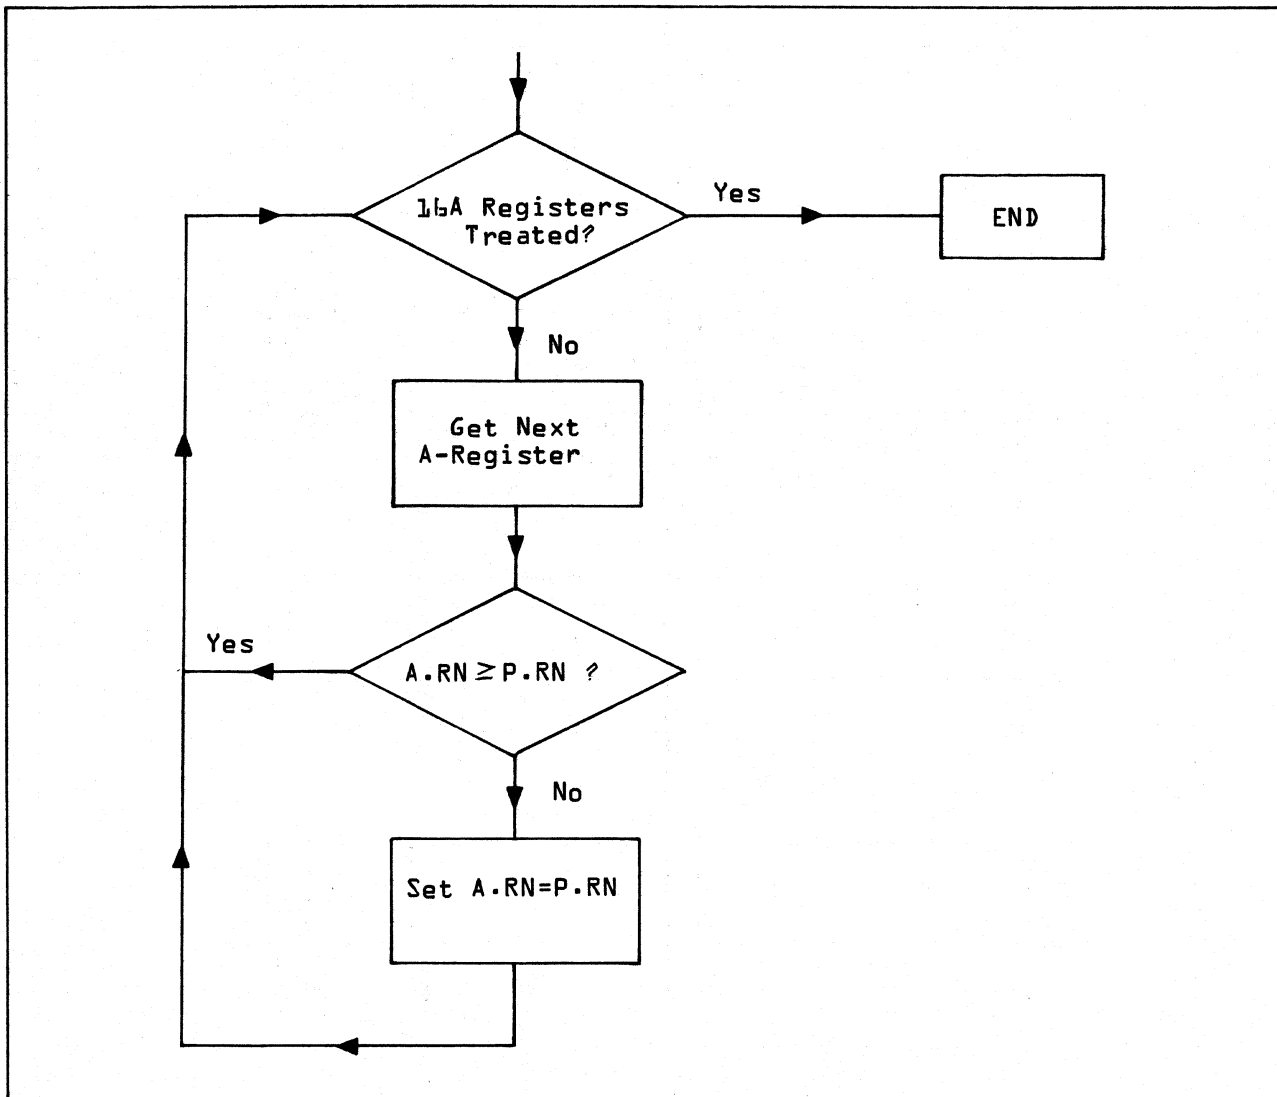 16A Registers
Treated?
Yes
END
No
Get Next
A-Register
Yes
A.RN ≥ P.RN ?
No
Set A.RN=P.RN